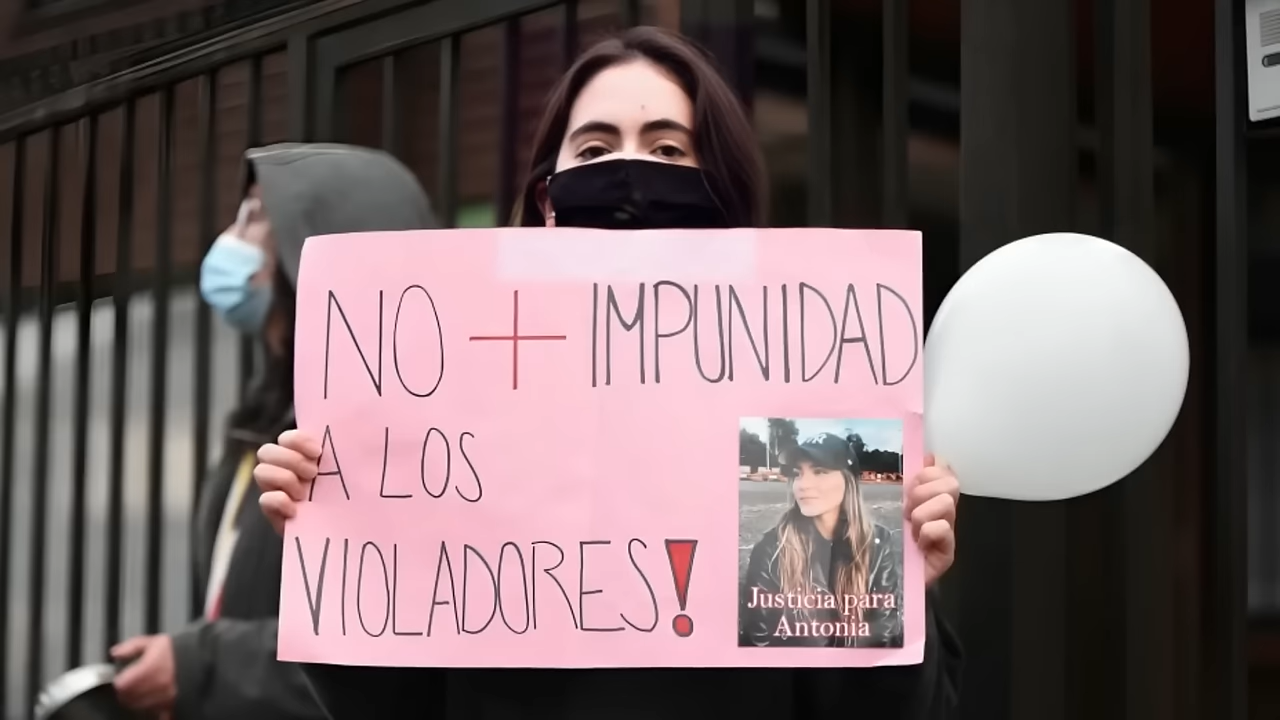 NO + IMPUNIDAD
A LOS
VIOLADORES!
Justicia para
Antonia